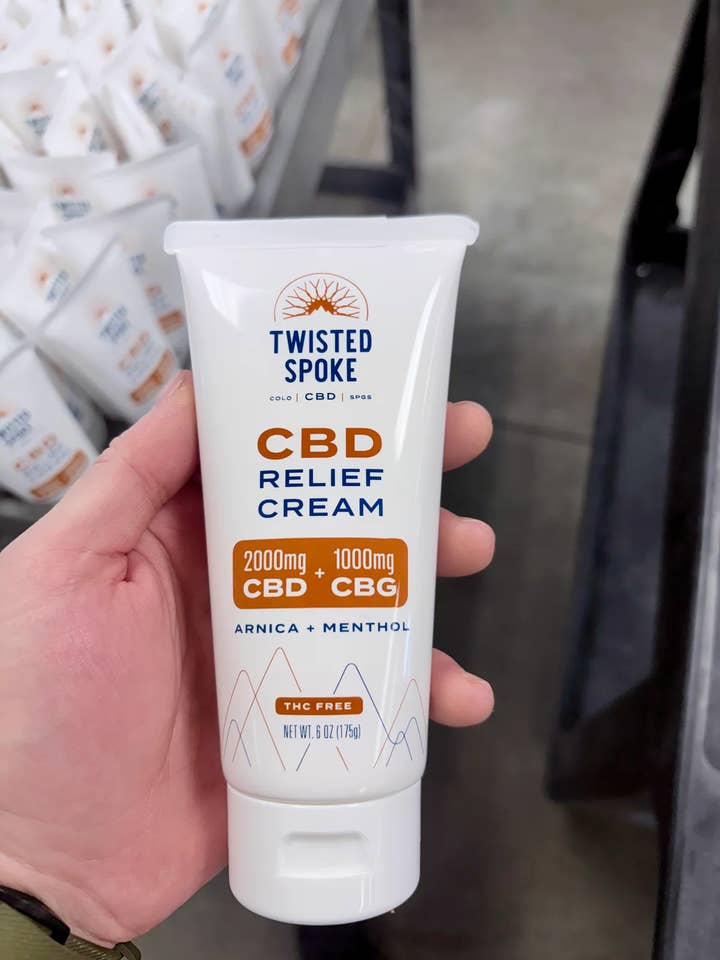 TWISTED
SPOKE
COLO | CBD | SPGS
CBD
RELIEF
CREAM
2000mg + 1000mg
CBD CBG
ARNICA + MENTHOL
THC FREE
NET WT. 6 OZ (175g)